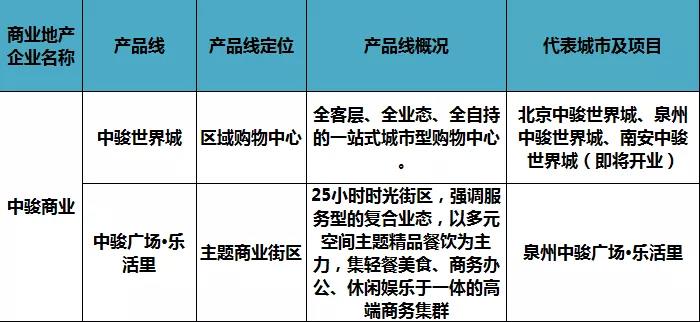 商业地产
企业名称
产品线
产品线定位
产品线概况
代表城市及项目
中骏商业
中骏世界城
区域购物中心
全客层、全业态、全自持
的一站式城市型购物中心
。
北京中骏世界城、泉州
中骏世界城、南安中骏
世界城（即将开业）
中骏广场·乐
活里
主题商业街区
25小时时光街区，强调服
务型的复合业态，以多元
空间主题精品餐饮为主
力，集轻餐美食、商务办
公、休闲娱乐于一体的高
端商务集群
泉州中骏广场·乐活里